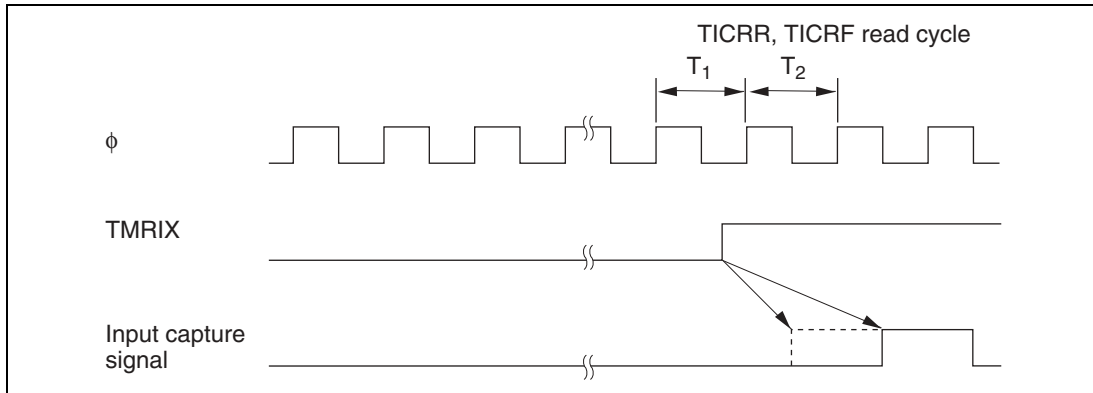 TICRR, TICRF read cycle
T₁ T₂
ϕ
TMRIX
Input capture
signal